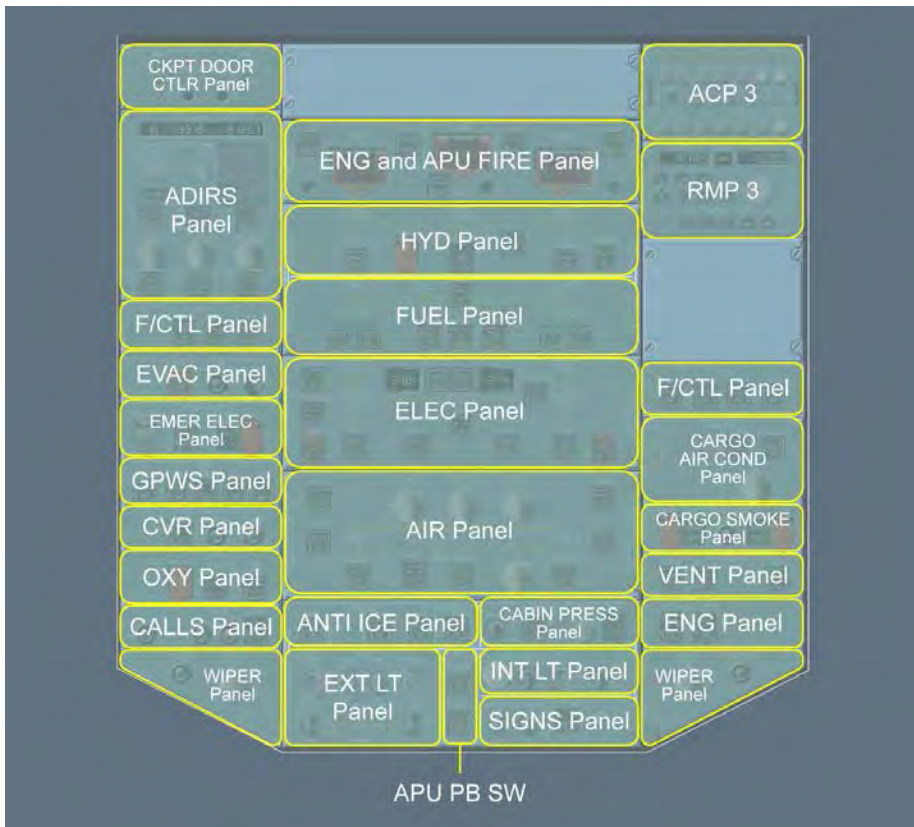 CKPT DOOR
CTLR Panel
ADIRS
Panel
F/CTL Panel
EVAC Panel
EMER ELEC
Panel
GPWS Panel
CVR Panel
OXY Panel
CALLS Panel
WIPER
Panel
ENG and APU FIRE Panel
HYD Panel
FUEL Panel
ELEC Panel
AIR Panel
ANTI ICE Panel
CABIN PRESS
Panel
EXT LT
Panel
INT LT Panel
SIGNS Panel
APU PB SW
ACP 3
RMP 3
F/CTL Panel
CARGO
AIR COND
Panel
CARGO SMOKE
Panel
VENT Panel
ENG Panel
WIPER
Panel